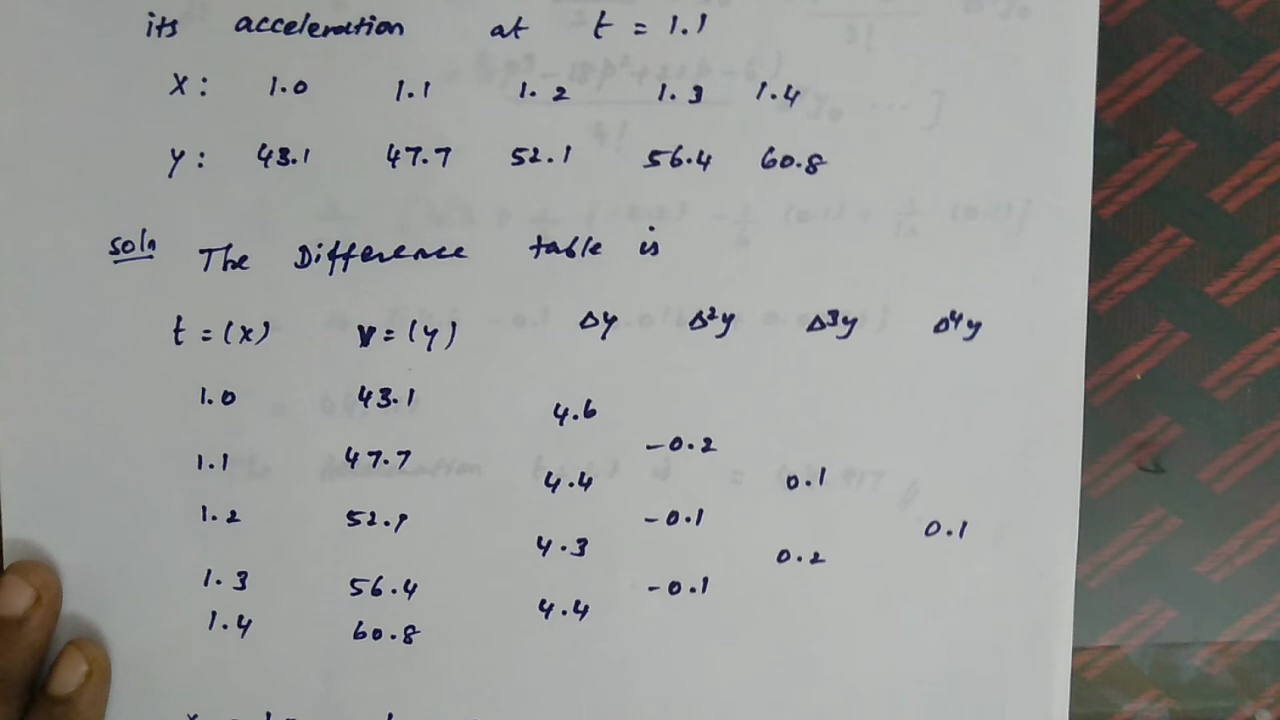 its acceleration at t = 1.1
x: 1.0 1.1 1.2 1.3 1.4
y: 43.1 47.7 52.1 56.4 60.8
soln The Difference table is
t = (x) v = (y) Δy Δ²y Δ³y Δ⁴y
1.0 43.1
4.6
-0.2
1.1 47.7
4.4 0.1
1.2 52.1 -0.1
0.1
4.3 0.2
1.3 56.4 -0.1
4.4
1.4 60.8